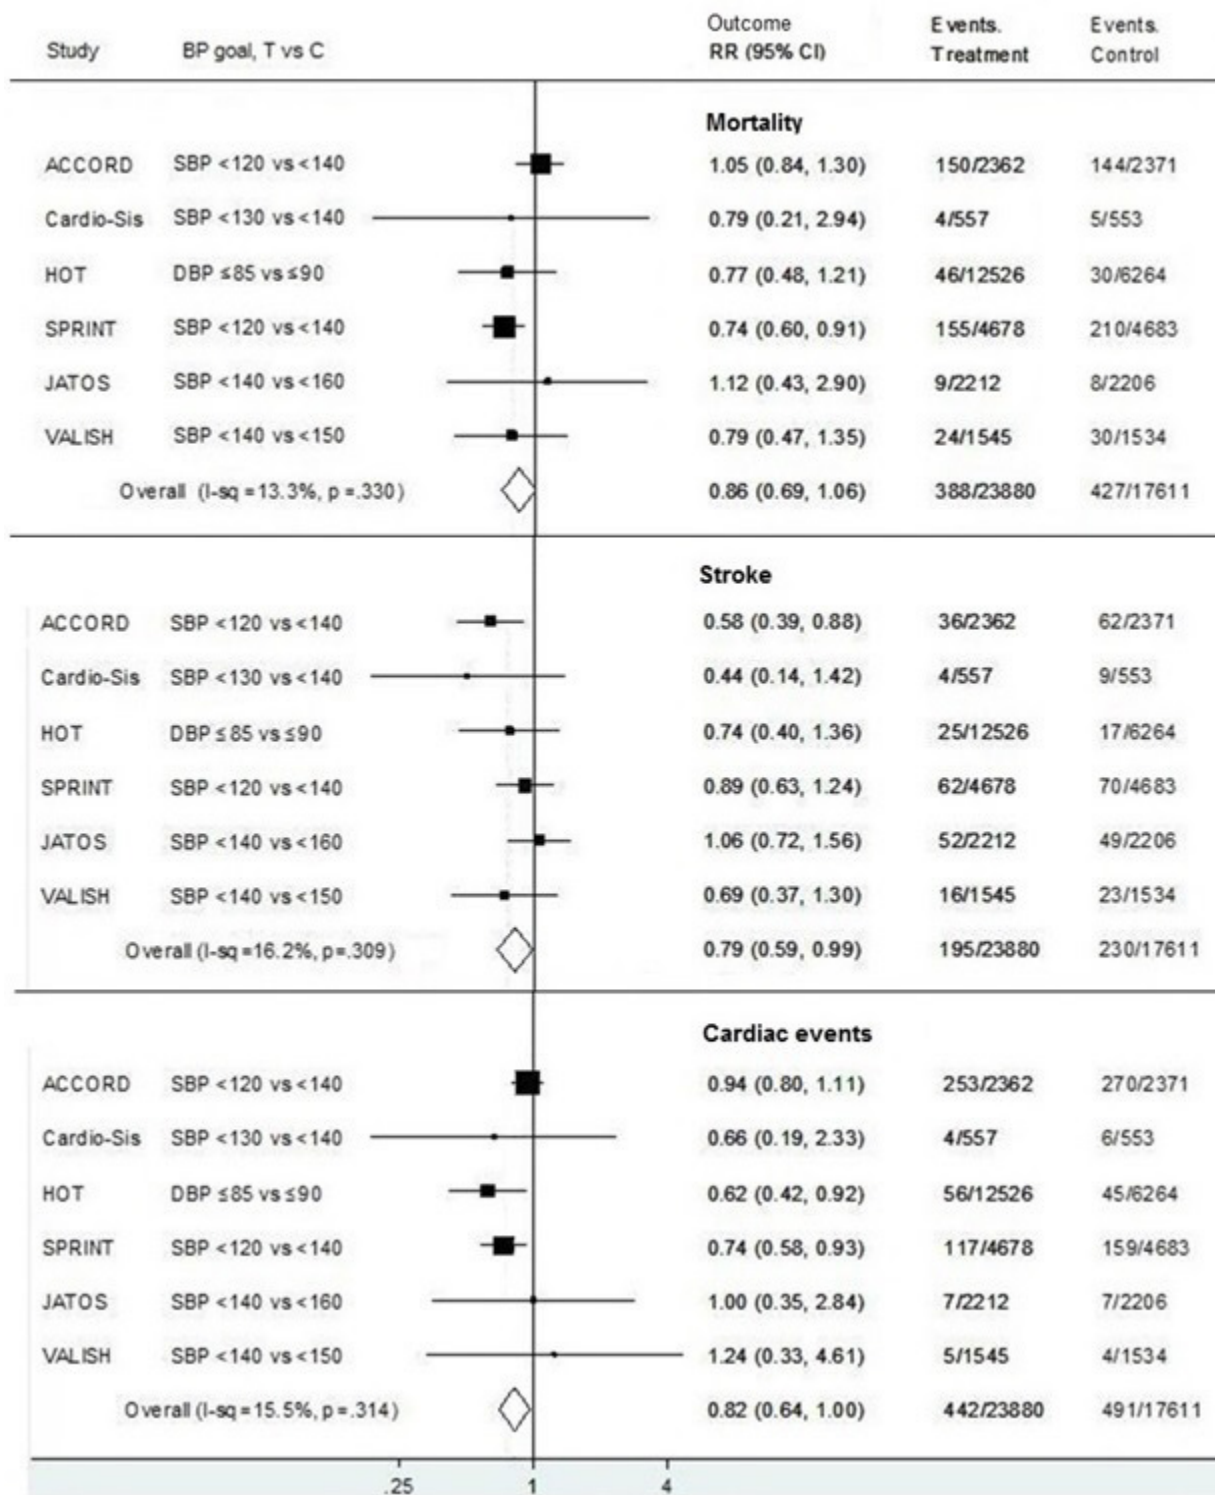 Study BP goal, T vs C Outcome RR (95% CI) Events. Treatment Events. Control
Mortality
ACCORD SBP <120 vs <140 1.05 (0.84, 1.30) 150/2362 144/2371
Cardio-Sis SBP <130 vs <140 0.79 (0.21, 2.94) 4/557 5/553
HOT DBP ≤85 vs ≤90 0.77 (0.48, 1.21) 46/12526 30/6264
SPRINT SBP <120 vs <140 0.74 (0.60, 0.91) 155/4678 210/4683
JATOS SBP <140 vs <160 1.12 (0.43, 2.90) 9/2212 8/2206
VALISH SBP <140 vs <150 0.79 (0.47, 1.35) 24/1545 30/1534
Overall (I-sq =13.3%, p =.330) 0.86 (0.69, 1.06) 388/23880 427/17611
Stroke
ACCORD SBP <120 vs <140 0.58 (0.39, 0.88) 36/2362 62/2371
Cardio-Sis SBP <130 vs <140 0.44 (0.14, 1.42) 4/557 9/553
HOT DBP ≤85 vs ≤90 0.74 (0.40, 1.36) 25/12526 17/6264
SPRINT SBP <120 vs <140 0.89 (0.63, 1.24) 62/4678 70/4683
JATOS SBP <140 vs <160 1.06 (0.72, 1.56) 52/2212 49/2206
VALISH SBP <140 vs <150 0.69 (0.37, 1.30) 16/1545 23/1534
Overall (I-sq =16.2%, p=.309) 0.79 (0.59, 0.99) 195/23880 230/17611
Cardiac events
ACCORD SBP <120 vs <140 0.94 (0.80, 1.11) 253/2362 270/2371
Cardio-Sis SBP <130 vs <140 0.66 (0.19, 2.33) 4/557 6/553
HOT DBP ≤85 vs ≤90 0.62 (0.42, 0.92) 56/12526 45/6264
SPRINT SBP <120 vs <140 0.74 (0.58, 0.93) 117/4678 159/4683
JATOS SBP <140 vs <160 1.00 (0.35, 2.84) 7/2212 7/2206
VALISH SBP <140 vs <150 1.24 (0.33, 4.61) 5/1545 4/1534
Overall (I-sq =15.5%, p=.314) 0.82 (0.64, 1.00) 442/23880 491/17611
.25 1 4